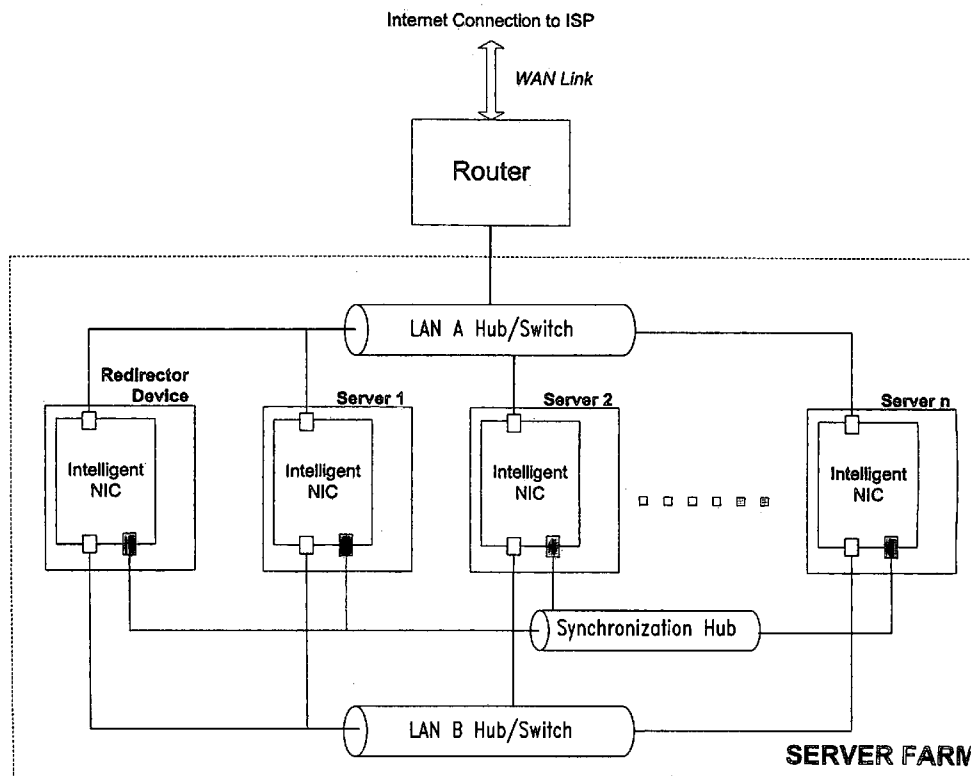 Internet Connection to ISP
WAN Link
Router
LAN A Hub/Switch
Redirector
Device
Server 1
Server 2
Server n
Intelligent
NIC
Intelligent
NIC
Intelligent
NIC
Intelligent
NIC
Synchronization Hub
LAN B Hub/Switch
SERVER FARM